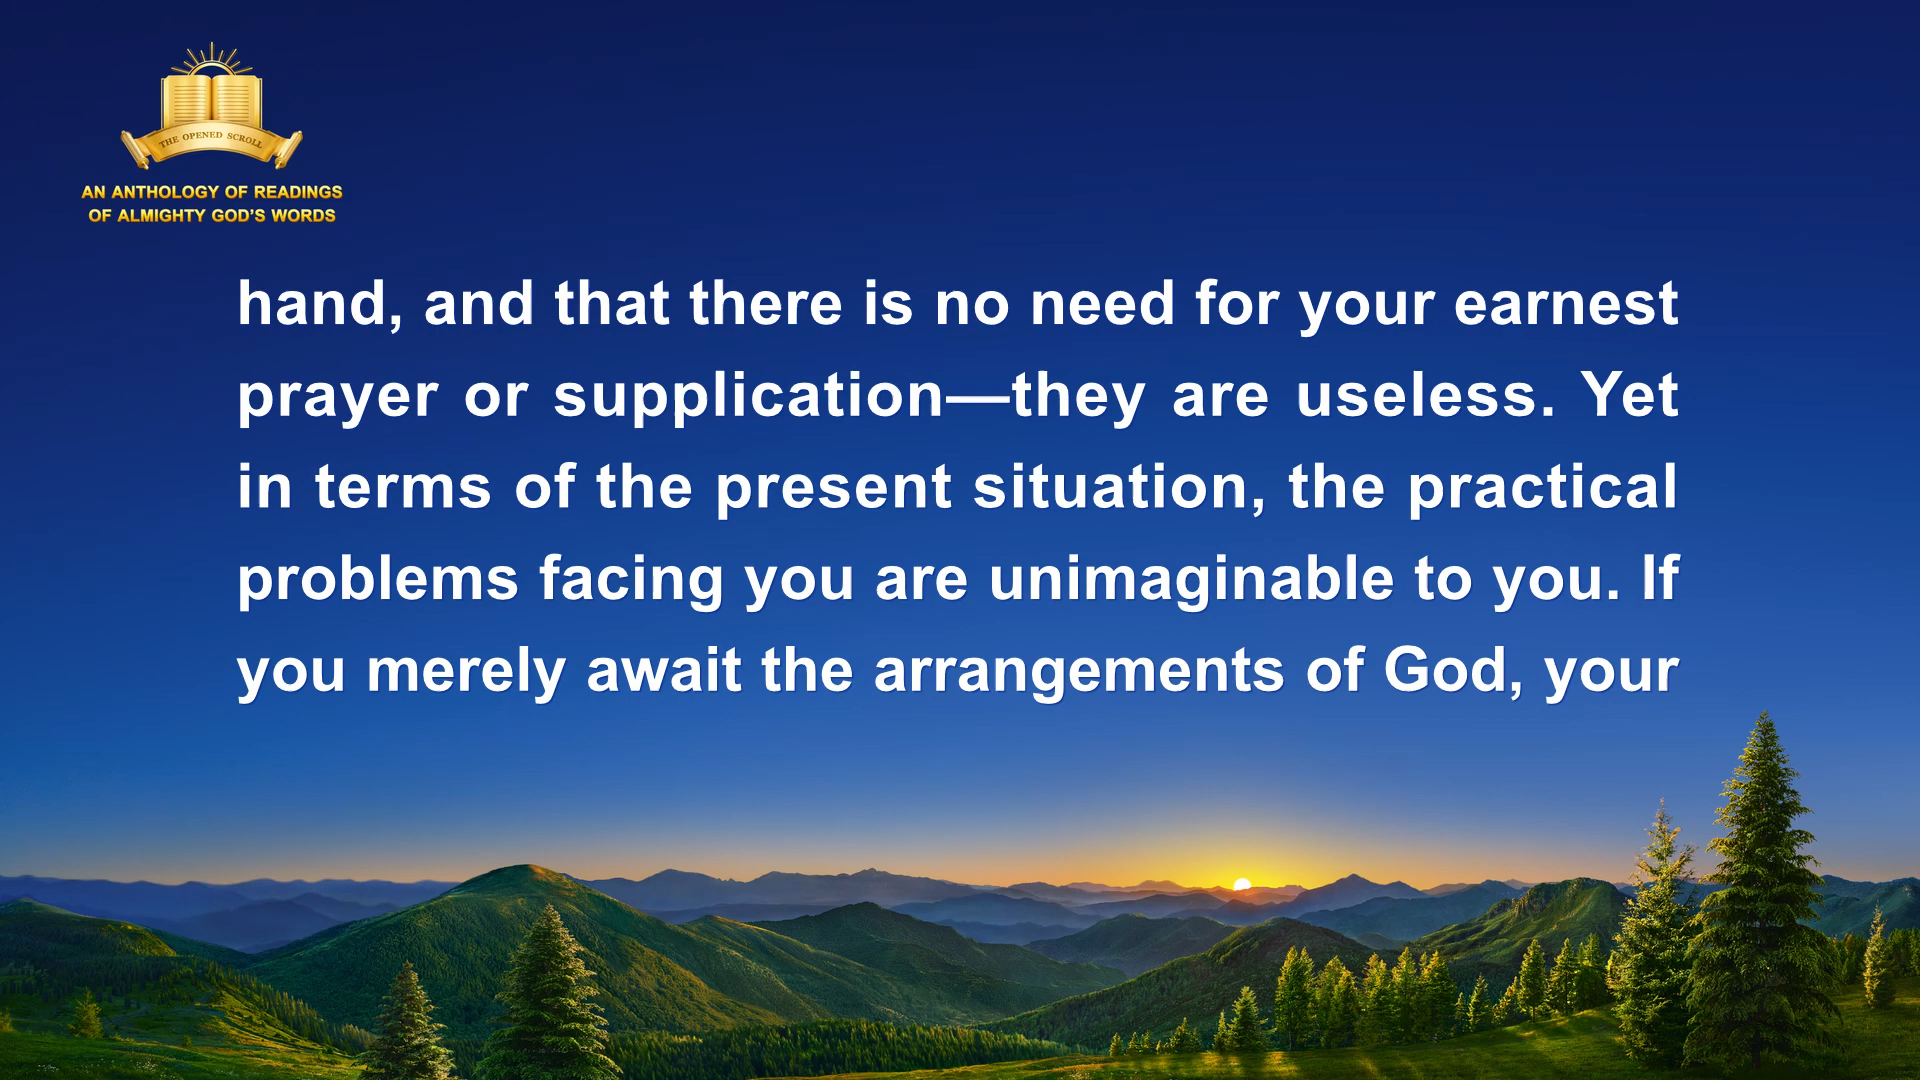 THE OPENED SCROLL
AN ANTHOLOGY OF READINGS
OF ALMIGHTY GOD'S WORDS
hand, and that there is no need for your earnest
prayer or supplication—they are useless. Yet
in terms of the present situation, the practical
problems facing you are unimaginable to you. If
you merely await the arrangements of God, your